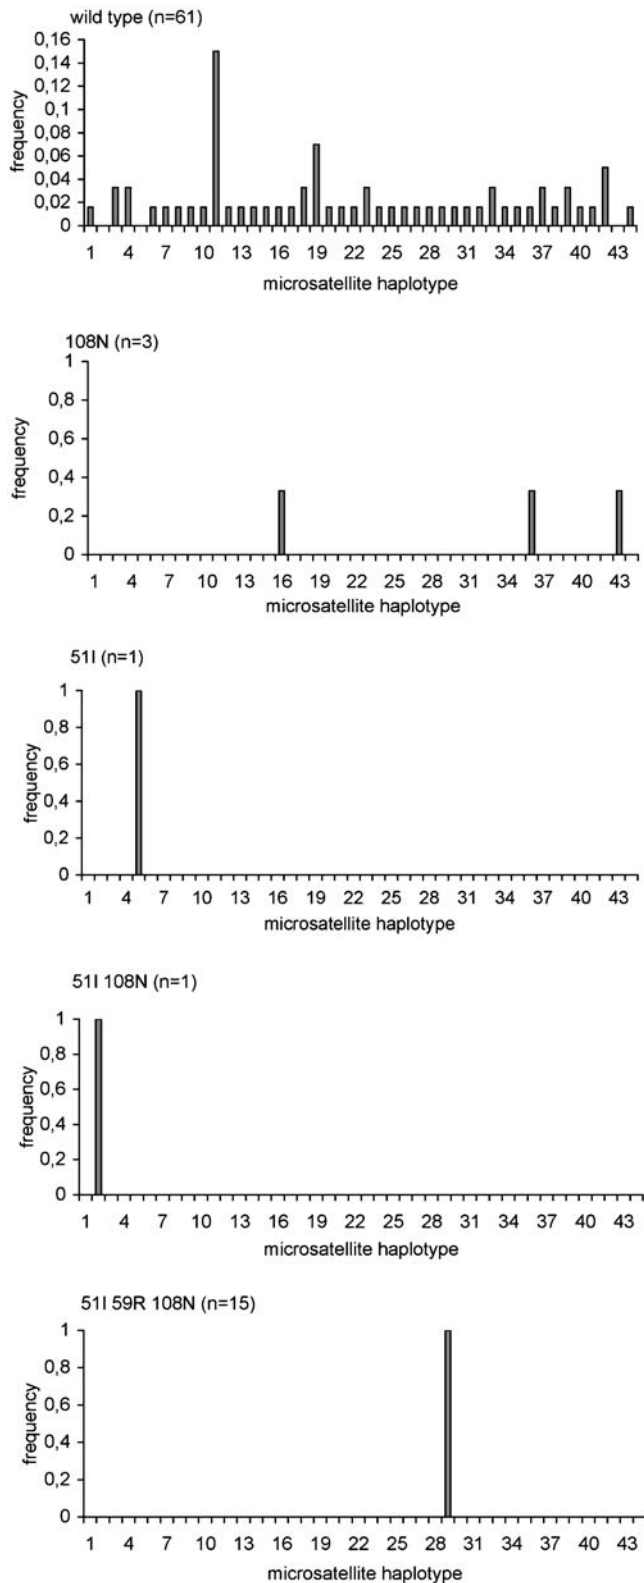 wild type (n=61)
0,16
0,14
0,12
0,1
0,08
0,06
0,04
0,02
0
frequency
1 4 7 10 13 16 19 22 25 28 31 34 37 40 43
microsatellite haplotype
108N (n=3)
1
0,8
0,6
0,4
0,2
0
frequency
1 4 7 10 13 16 19 22 25 28 31 34 37 40 43
microsatellite haplotype
51I (n=1)
1
0,8
0,6
0,4
0,2
0
frequency
1 4 7 10 13 16 19 22 25 28 31 34 37 40 43
microsatellite haplotype
51I 108N (n=1)
1
0,8
0,6
0,4
0,2
0
frequency
1 4 7 10 13 16 19 22 25 28 31 34 37 40 43
microsatellite haplotype
51I 59R 108N (n=15)
1
0,8
0,6
0,4
0,2
0
frequency
1 4 7 10 13 16 19 22 25 28 31 34 37 40 43
microsatellite haplotype